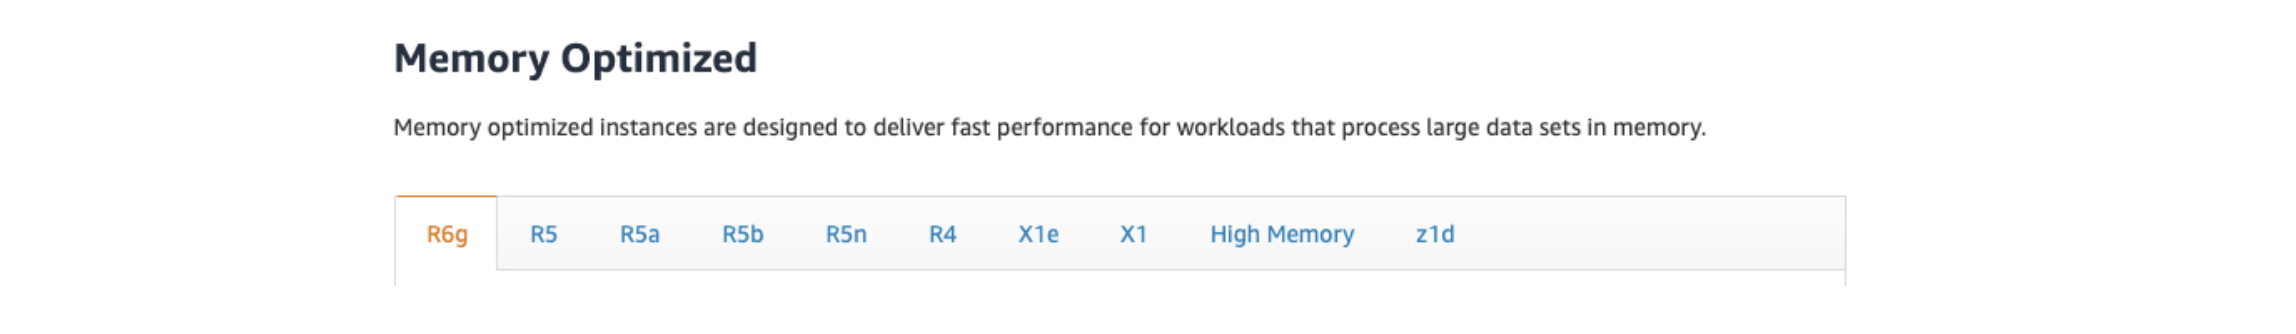 Memory Optimized
Memory optimized instances are designed to deliver fast performance for workloads that process large data sets in memory.
R6g R5 R5a R5b R5n R4 X1e X1 High Memory z1d